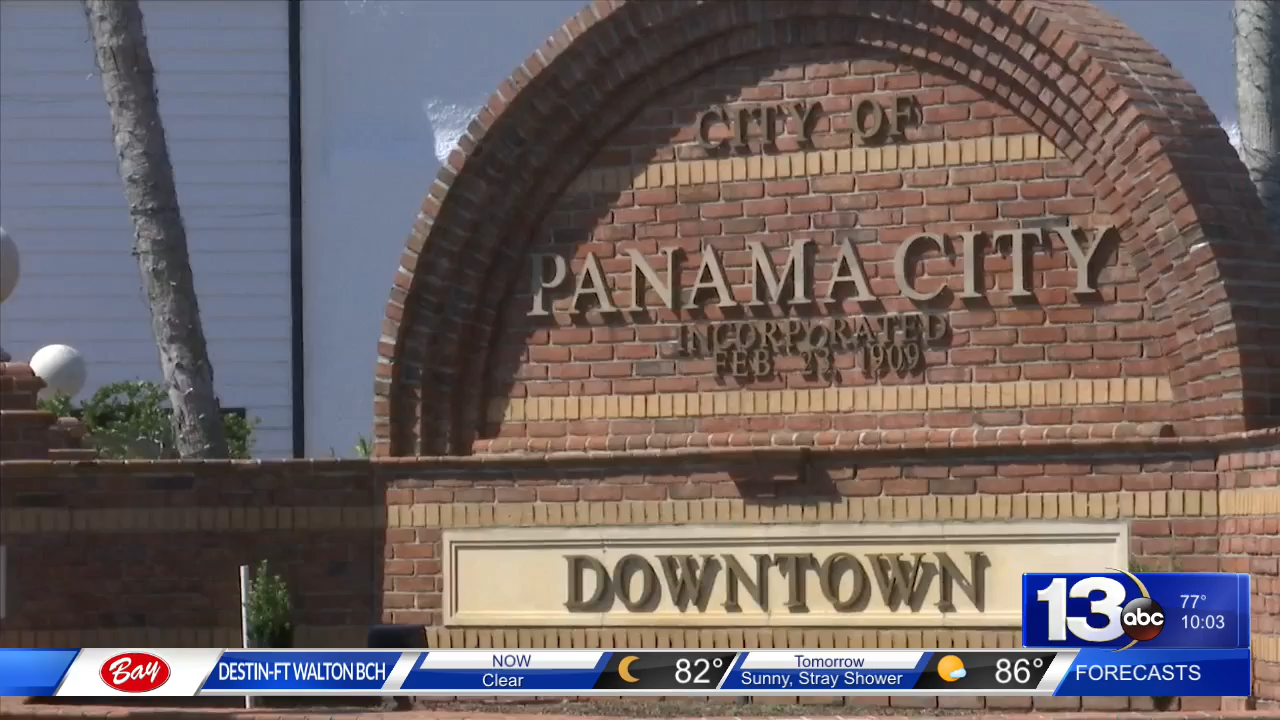 CITY OF
PANAMA CITY
INCORPORATED
FEB. 23, 1909
DOWNTOWN
13 abc
77°
10:03
Bay
DESTIN-FT WALTON BCH
NOW
Clear
82°
Tomorrow
Sunny, Stray Shower
86°
FORECASTS